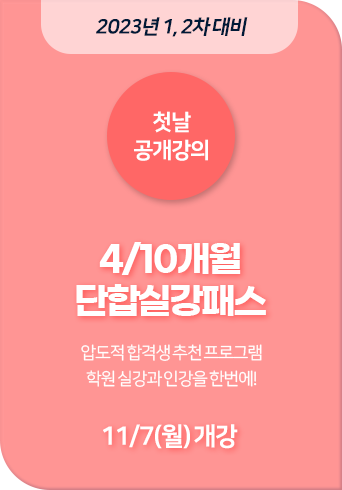 2023년 1, 2차 대비
첫날
공개강의
4/10개월
단합실강패스
압도적 합격생 추천 프로그램
학원 실강과 인강을 한번에!
11/7(월) 개강